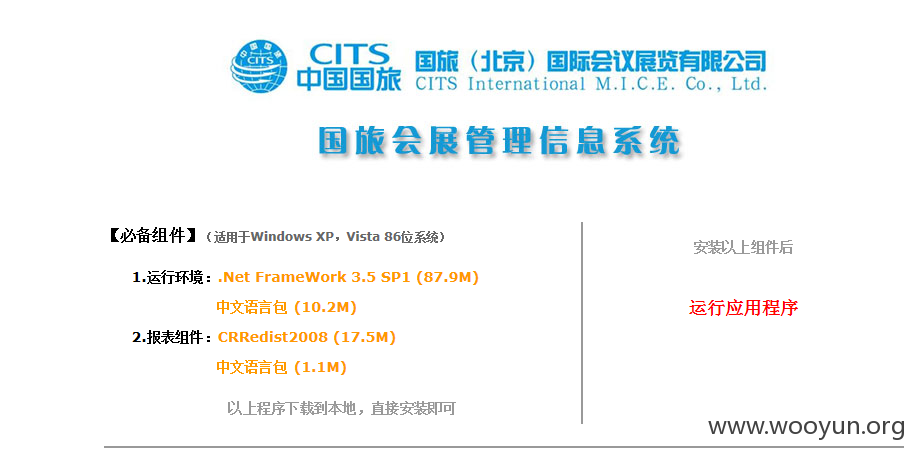 中国国旅
CITS
中国国旅
国旅（北京）国际会议展览有限公司
CITS International M.I.C.E. Co., Ltd.
国旅会展管理信息系统
【必备组件】（适用于Windows XP，Vista 86位系统）
1.运行环境：.Net FrameWork 3.5 SP1 (87.9M)
中文语言包 (10.2M)
2.报表组件：CRRedist2008 (17.5M)
中文语言包 (1.1M)
以上程序下载到本地，直接安装即可
安装以上组件后
运行应用程序
www.wooyun.org